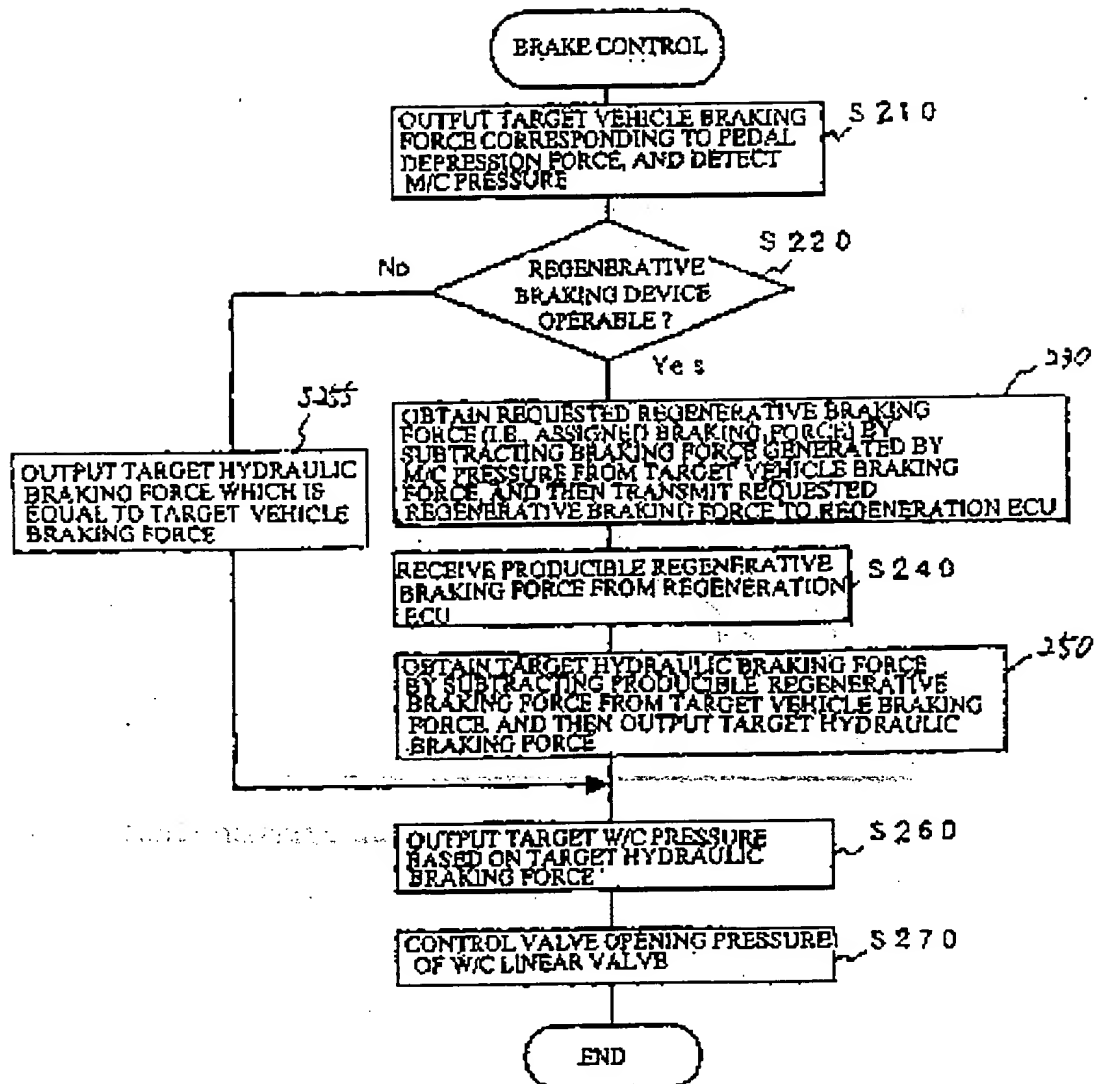 BRAKE CONTROL
OUTPUT TARGET VEHICLE BRAKING
FORCE CORRESPONDING TO PEDAL
DEPRESSION FORCE, AND DETECT
M/C PRESSURE
S210
S220
No
REGENERATIVE
BRAKING DEVICE
OPERABLE ?
Yes
230
OBTAIN REQUESTED REGENERATIVE BRAKING
FORCE (I.E., ASSIGNED BRAKING FORCE) BY
SUBTRACTING BRAKING FORCE GENERATED BY
M/C PRESSURE FROM TARGET VEHICLE BRAKING
FORCE, AND THEN TRANSMIT REQUESTED
REGENERATIVE BRAKING FORCE TO REGENERATION ECU
S255
OUTPUT TARGET HYDRAULIC
BRAKING FORCE WHICH IS
EQUAL TO TARGET VEHICLE
BRAKING FORCE
RECEIVE PRODUCIBLE REGENERATIVE
BRAKING FORCE FROM REGENERATION
ECU
S240
OBTAIN TARGET HYDRAULIC BRAKING FORCE
BY SUBTRACTING PRODUCIBLE REGENERATIVE
BRAKING FORCE FROM TARGET VEHICLE BRAKING
FORCE, AND THEN OUTPUT TARGET HYDRAULIC
BRAKING FORCE
250
OUTPUT TARGET W/C PRESSURE
BASED ON TARGET HYDRAULIC
BRAKING FORCE
S260
CONTROL VALVE OPENING PRESSURE
OF W/C LINEAR VALVE
S270
END